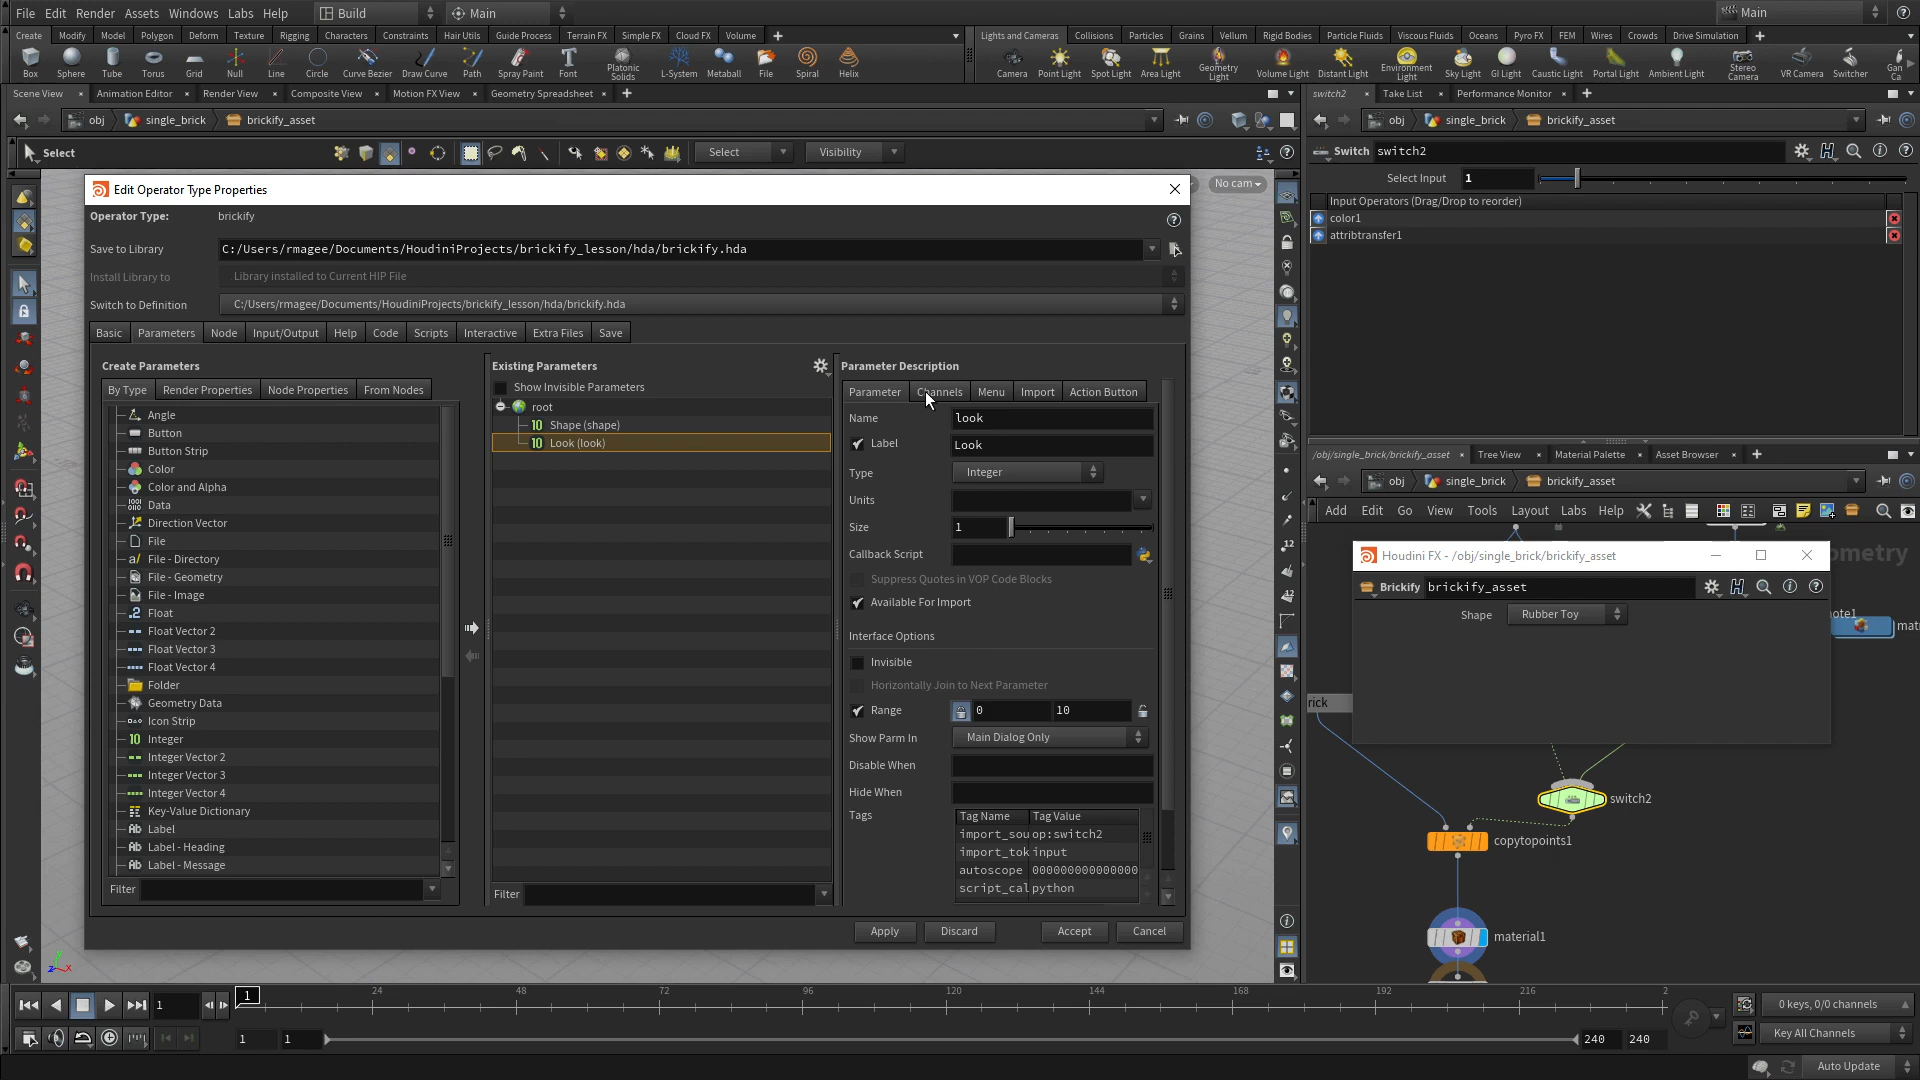 File Edit Render Assets Windows Labs Help Build Main Main
Create Modify Model Polygon Deform Texture Rigging Characters Constraints Hair Utils Guide Process Terrain FX Simple FX Cloud FX Volume
Lights and Cameras Collisions Particles Grains Vellum Rigid Bodies Particle Fluids Viscous Fluids Oceans Pyro FX FEM Wires Crowds Drive Simulation
Box Sphere Tube Torus Grid Null Line Circle Curve Bezier Draw Curve Path Spray Paint Font Platonic Solids L-System Metaball File Spiral Helix
Camera Point Light Spot Light Area Light Geometry Light Volume Light Distant Light Environment Light Sky Light GI Light Caustic Light Portal Light Ambient Light Stereo Camera VR Camera Switcher Gan Ca
Scene View Animation Editor Render View Composite View Motion FX View Geometry Spreadsheet
switch2 Take List Performance Monitor
obj single_brick brickify_asset
obj single_brick brickify_asset
Select Select Visibility
Switch switch2
No cam
Select Input 1
Input Operators (Drag/Drop to reorder)
color1
attribtransfer1
Edit Operator Type Properties
Operator Type: brickify
Save to Library C:/Users/rmagee/Documents/HoudiniProjects/brickify_lesson/hda/brickify.hda
Install Library to Library installed to Current HIP File
Switch to Definition C:/Users/rmagee/Documents/HoudiniProjects/brickify_lesson/hda/brickify.hda
Basic Parameters Node Input/Output Help Code Scripts Interactive Extra Files Save
Create Parameters
By Type Render Properties Node Properties From Nodes
Angle
Button
Button Strip
Color
Color and Alpha
Data
Direction Vector
File
File - Directory
File - Geometry
File - Image
Float
Float Vector 2
Float Vector 3
Float Vector 4
Folder
Geometry Data
Icon Strip
Integer
Integer Vector 2
Integer Vector 3
Integer Vector 4
Key-Value Dictionary
Label
Label - Heading
Label - Message
Filter
Existing Parameters
Show Invisible Parameters
root
Shape (shape)
Look (look)
Filter
Parameter Description
Parameter Channels Menu Import Action Button
Name look
Label Look
Type Integer
Units
Size 1
Callback Script
Suppress Quotes in VOP Code Blocks
Available For Import
Interface Options
Invisible
Horizontally Join to Next Parameter
Range 0 10
Show Parm In Main Dialog Only
Disable When
Hide When
Tags Tag Name Tag Value
import_sou op:switch2
import_tok input
autoscope 000000000000000
script_cal python
Apply Discard Accept Cancel
/obj/single_brick/brickify_asset Tree View Material Palette Asset Browser
obj single_brick brickify_asset
Add Edit Go View Tools Layout Labs Help
ometry
Houdini FX - /obj/single_brick/brickify_asset
Brickify brickify_asset
Shape Rubber Toy
ote1
mat
rick
switch2
copytopoints1
material1
1 1 24 48 72 96 120 144 168 192 216 2
0 keys, 0/0 channels
1 1 240 240 Key All Channels
Auto Update